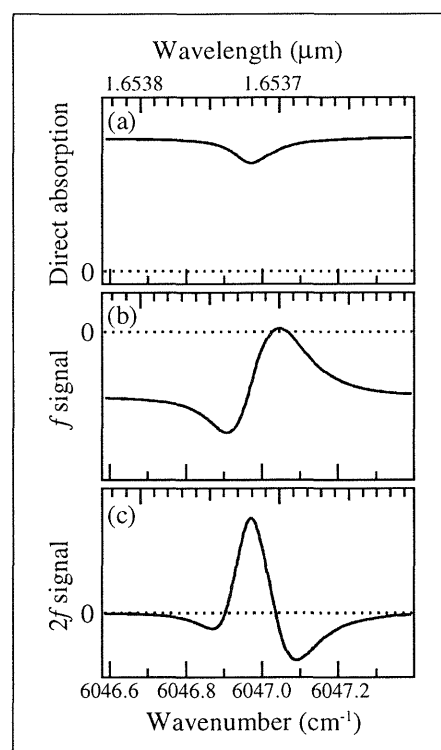 Wavelength (μm)
1.6538 1.6537
(a)
Direct absorption
0
(b)
0
f signal
(c)
0
2f signal
6046.6 6046.8 6047.0 6047.2
Wavenumber (cm⁻¹)